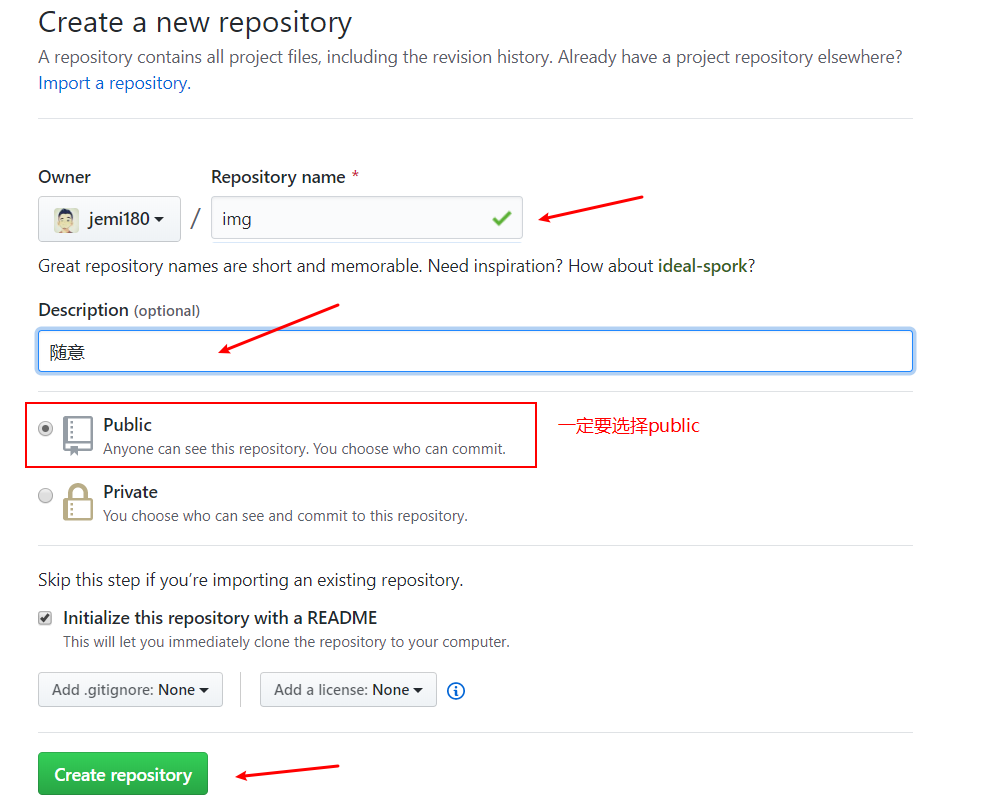 Create a new repository
A repository contains all project files, including the revision history. Already have a project repository elsewhere?
Import a repository.
Owner
Repository name *
jemi180
/
img
Great repository names are short and memorable. Need inspiration? How about ideal-spork?
Description (optional)
随意
Public
Anyone can see this repository. You choose who can commit.
一定要选择public
Private
You choose who can see and commit to this repository.
Skip this step if you're importing an existing repository.
Initialize this repository with a README
This will let you immediately clone the repository to your computer.
Add .gitignore: None
Add a license: None
Create repository